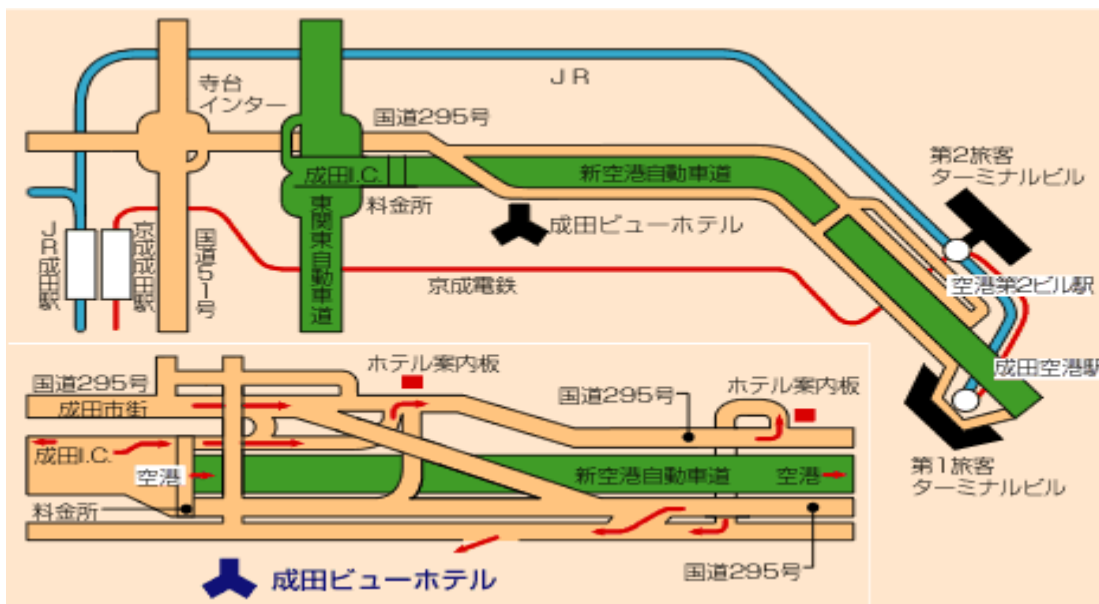 JR
寺台
インター
国道295号
第2旅客
ターミナルビル
成田I.C.
新空港自動車道
料金所
成田ビューホテル
東関東自動車道
JR成田駅
京成成田駅
国道51号
京成電鉄
空港第2ビル駅
成田空港駅
第1旅客
ターミナルビル
ホテル案内板
国道295号
成田市街
国道295号
ホテル案内板
成田I.C.
空港
新空港自動車道
空港
料金所
国道295号
成田ビューホテル